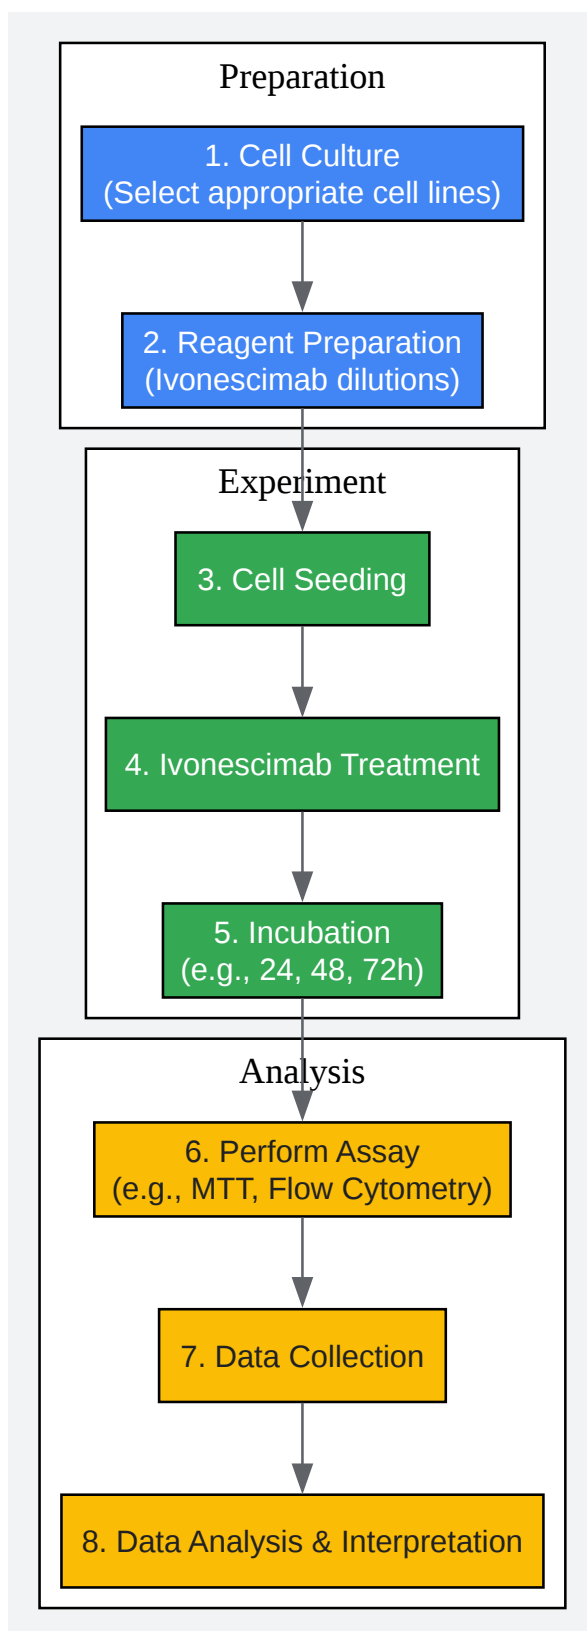 Preparation
1. Cell Culture
(Select appropriate cell lines)
2. Reagent Preparation
(Ivonescimab dilutions)
Experiment
3. Cell Seeding
4. Ivonescimab Treatment
5. Incubation
(e.g., 24, 48, 72h)
Analysis
6. Perform Assay
(e.g., MTT, Flow Cytometry)
7. Data Collection
8. Data Analysis & Interpretation